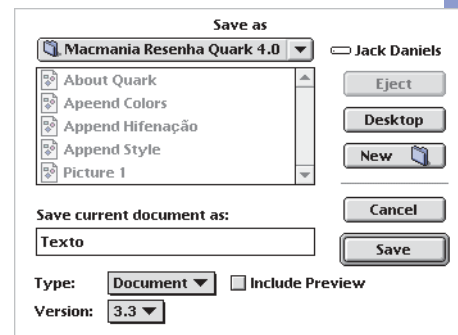 Save as
Macmania Resenha Quark 4.0
Jack Daniels
About Quark
Apeend Colors
Append Hifenação
Append Style
Picture 1
Eject
Desktop
New
Save current document as:
Texto
Cancel
Save
Type: Document Include Preview
Version: 3.3